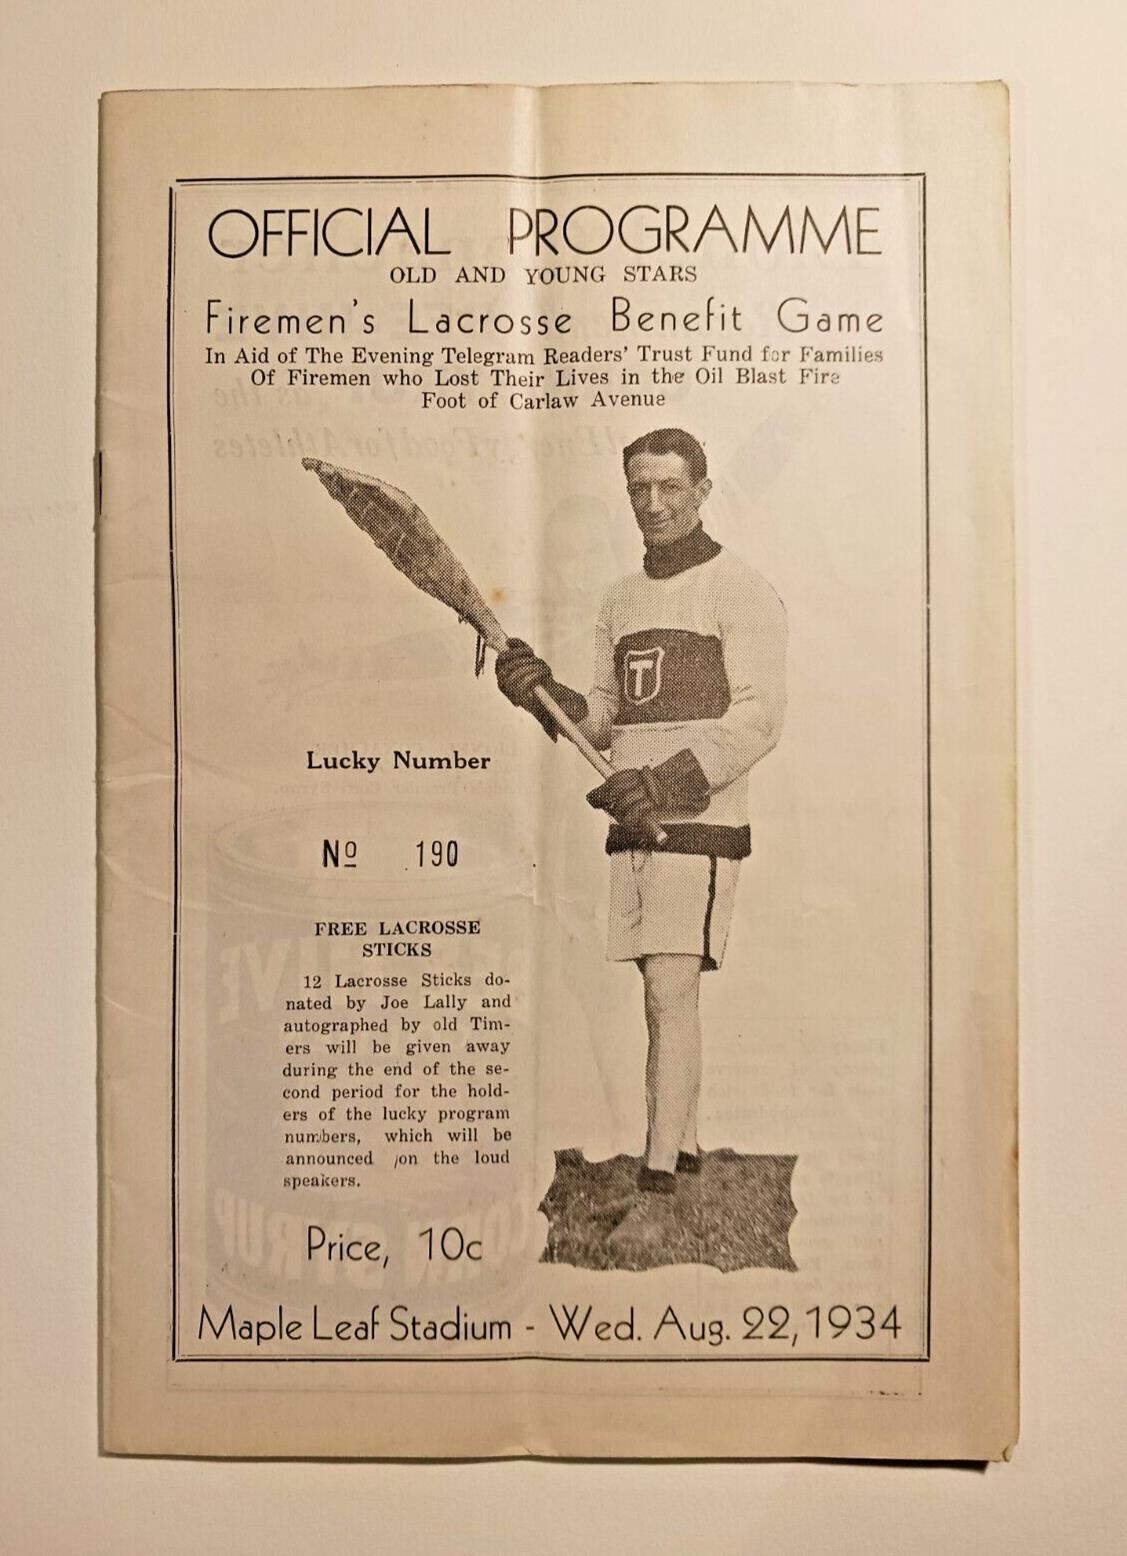 OFFICIAL PROGRAMME
OLD AND YOUNG STARS
Firemen's Lacrosse Benefit Game
In Aid of The Evening Telegram Readers' Trust Fund for Families
Of Firemen who Lost Their Lives in the Oil Blast Fire
Foot of Carlaw Avenue
T
Lucky Number
Nº 190
FREE LACROSSE
STICKS
12 Lacrosse Sticks do-
nated by Joe Lally and
autographed by old Tim-
ers will be given away
during the end of the se-
cond period for the hold-
ers of the lucky program
numbers, which will be
announced on the loud
speakers.
Price, 10c
Maple Leaf Stadium - Wed. Aug. 22, 1934